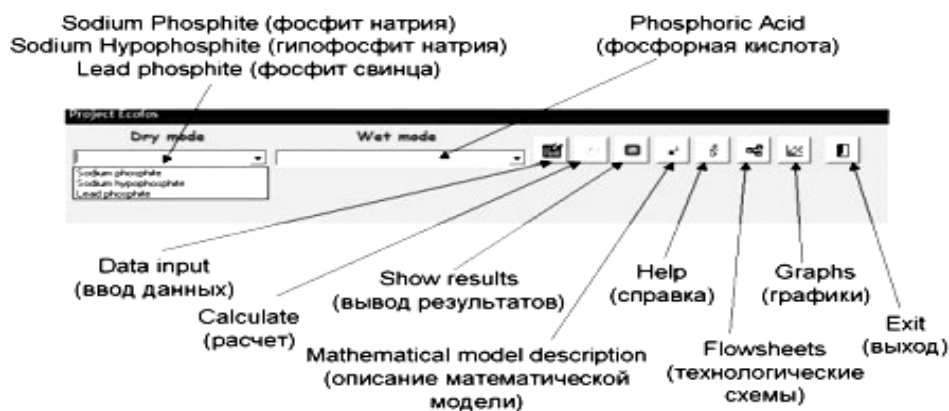 Sodium Phosphite (фосфит натрия)
Sodium Hypophosphite (гипофосфит натрия)
Lead phosphite (фосфит свинца)
Phosphoric Acid
(фосфорная кислота)
Project Ecofos
Dry mode
Wet mode
Sodium phosphite
Sodium hypophosphite
Lead phosphite
Data input
(ввод данных)
Calculate
(расчет)
Show results
(вывод результатов)
Mathematical model description
(описание математической
модели)
Help
(справка)
Flowsheets
(технологические
схемы)
Graphs
(графики)
Exit
(выход)